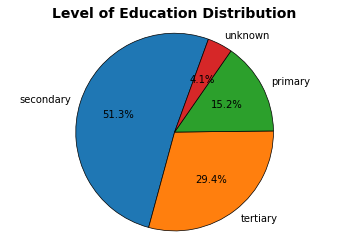 Level of Education Distribution
unknown
4.1%
primary
15.2%
secondary
51.3%
29.4%
tertiary